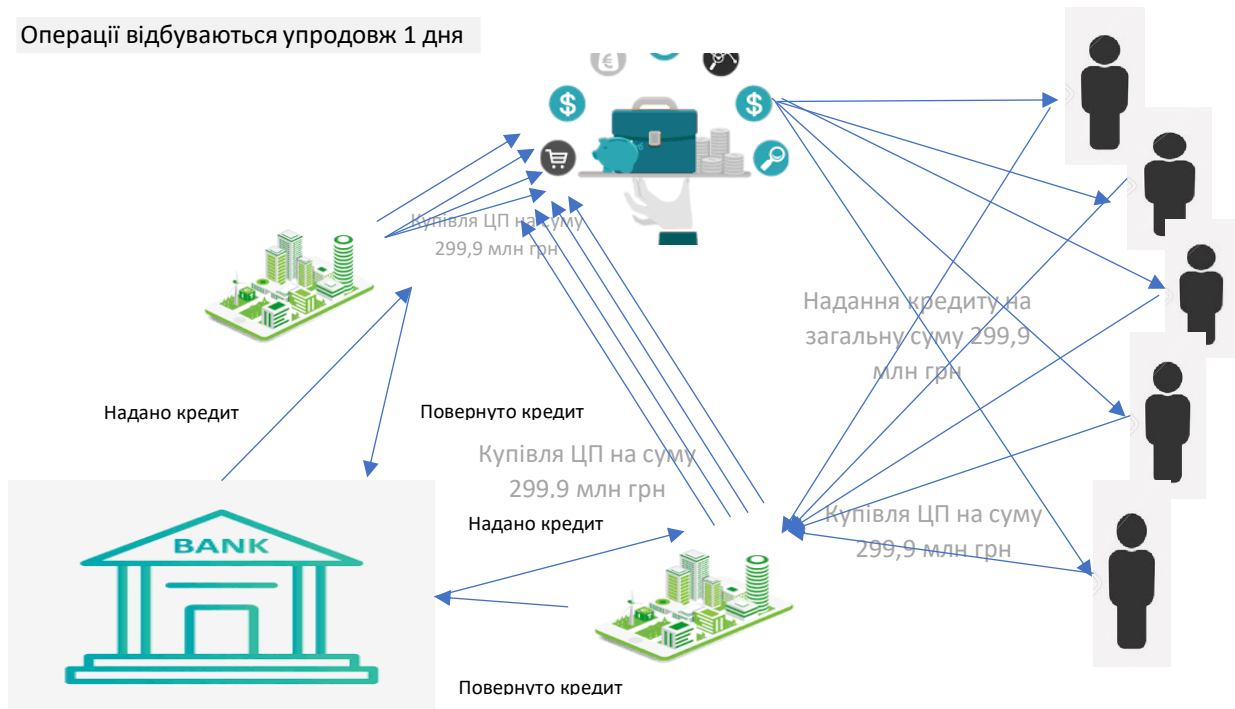 Операції відбуваються упродовж 1 дня
€
$
$
%
Купівля ЦП на суму
299,9 млн грн
Надання кредиту на
загальну суму 299,9
млн грн
Надано кредит
Повернуто кредит
Купівля ЦП на суму
299,9 млн грн
Надано кредит
Купівля ЦП на суму
299,9 млн грн
BANK
Повернуто кредит